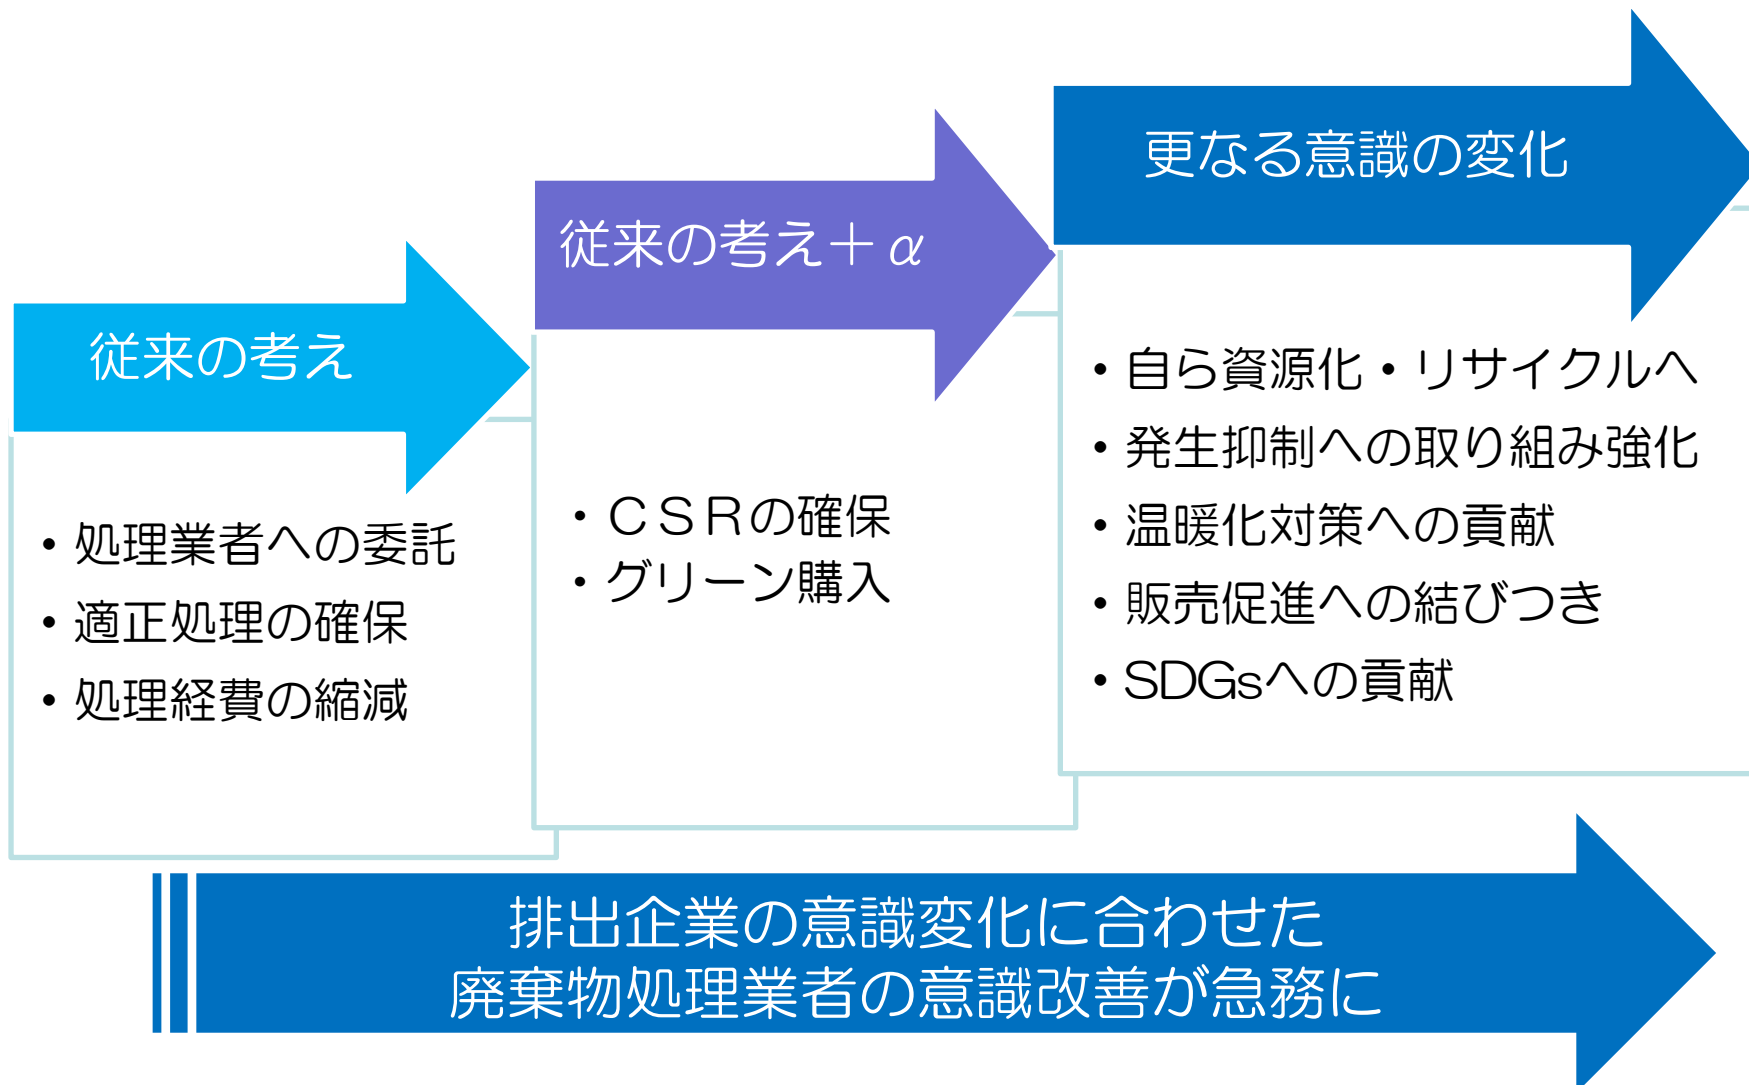 従来の考え
・処理業者への委託
・適正処理の確保
・処理経費の縮減
従来の考え＋α
・ＣＳＲの確保
・グリーン購入
更なる意識の変化
・自ら資源化・リサイクルへ
・発生抑制への取り組み強化
・温暖化対策への貢献
・販売促進への結びつき
・SDGsへの貢献
排出企業の意識変化に合わせた
廃棄物処理業者の意識改善が急務に